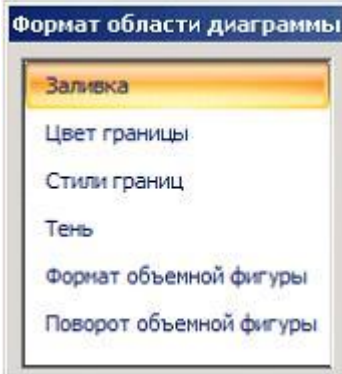 Формат области диаграммы
Заливка
Цвет границы
Стили границ
Тень
Формат объемной фигуры
Поворот объемной фигуры